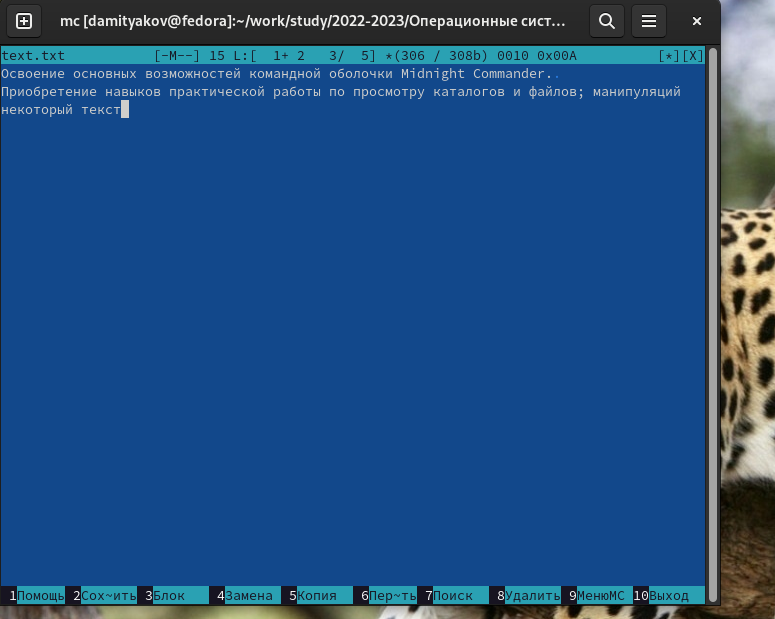 mc [damityakov@fedora]:~/work/study/2022-2023/Операционные сист…
text.txt [-M--] 15 L:[ 1+ 2 3/ 5] *(306 / 308b) 0010 0x00A [*][X]
Освоение основных возможностей командной оболочки Midnight Commander..
Приобретение навыков практической работы по просмотру каталогов и файлов; манипуляций
некоторый текст
1Помощь 2Сох~ить 3Блок 4Замена 5Копия 6Пер~ть 7Поиск 8Удалить 9МенюMC 10Выход